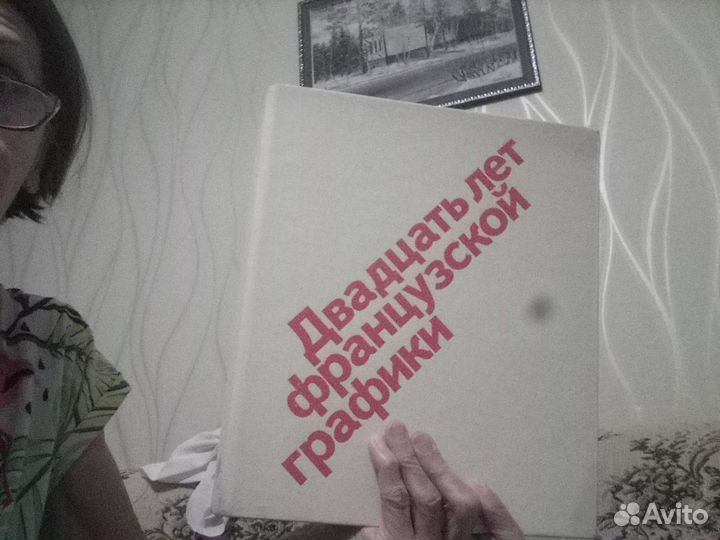 Двадцать лет
французской
графики
Avito